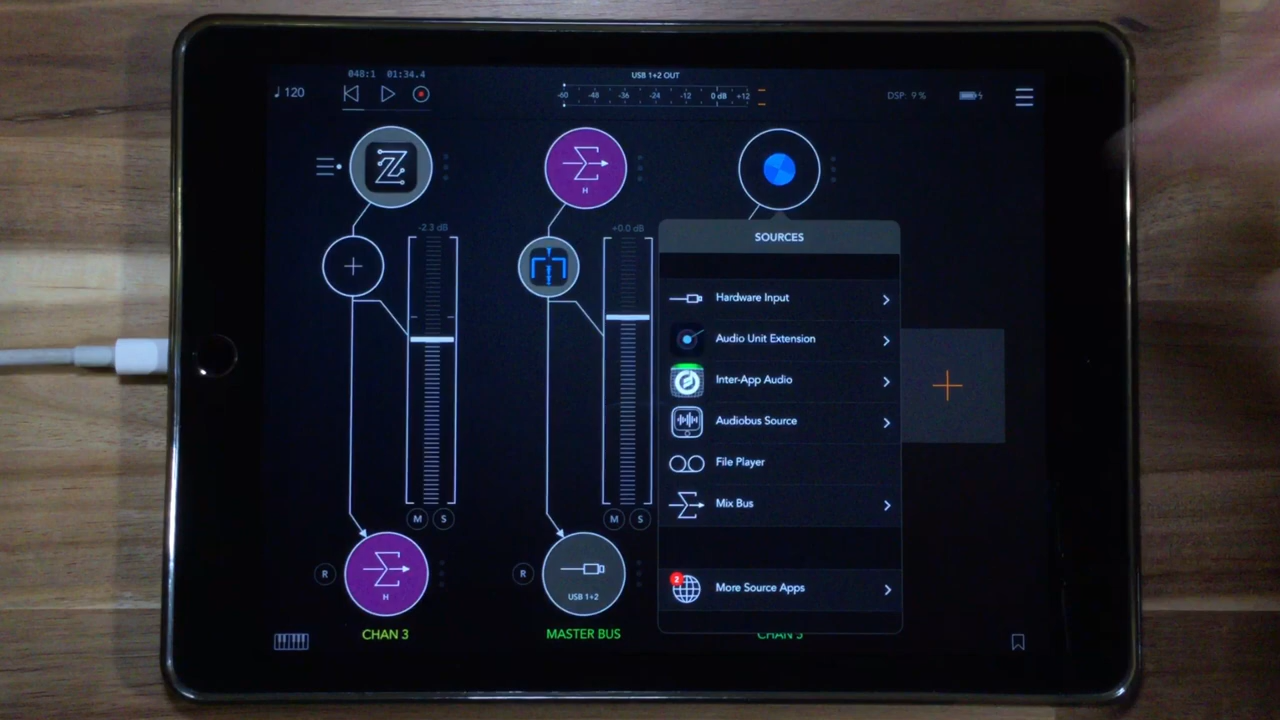 048:1 01:34.4
120
USB 1+2 OUT
-60 -48 -36 -24 -12 0 dB +12
DSP: 9 %
H
-2.3 dB
+0.0 dB
SOURCES
Hardware Input
Audio Unit Extension
Inter-App Audio
Audiobus Source
File Player
Mix Bus
M S
M S
2
More Source Apps
R
H
R
USB 1+2
CHAN 3
MASTER BUS